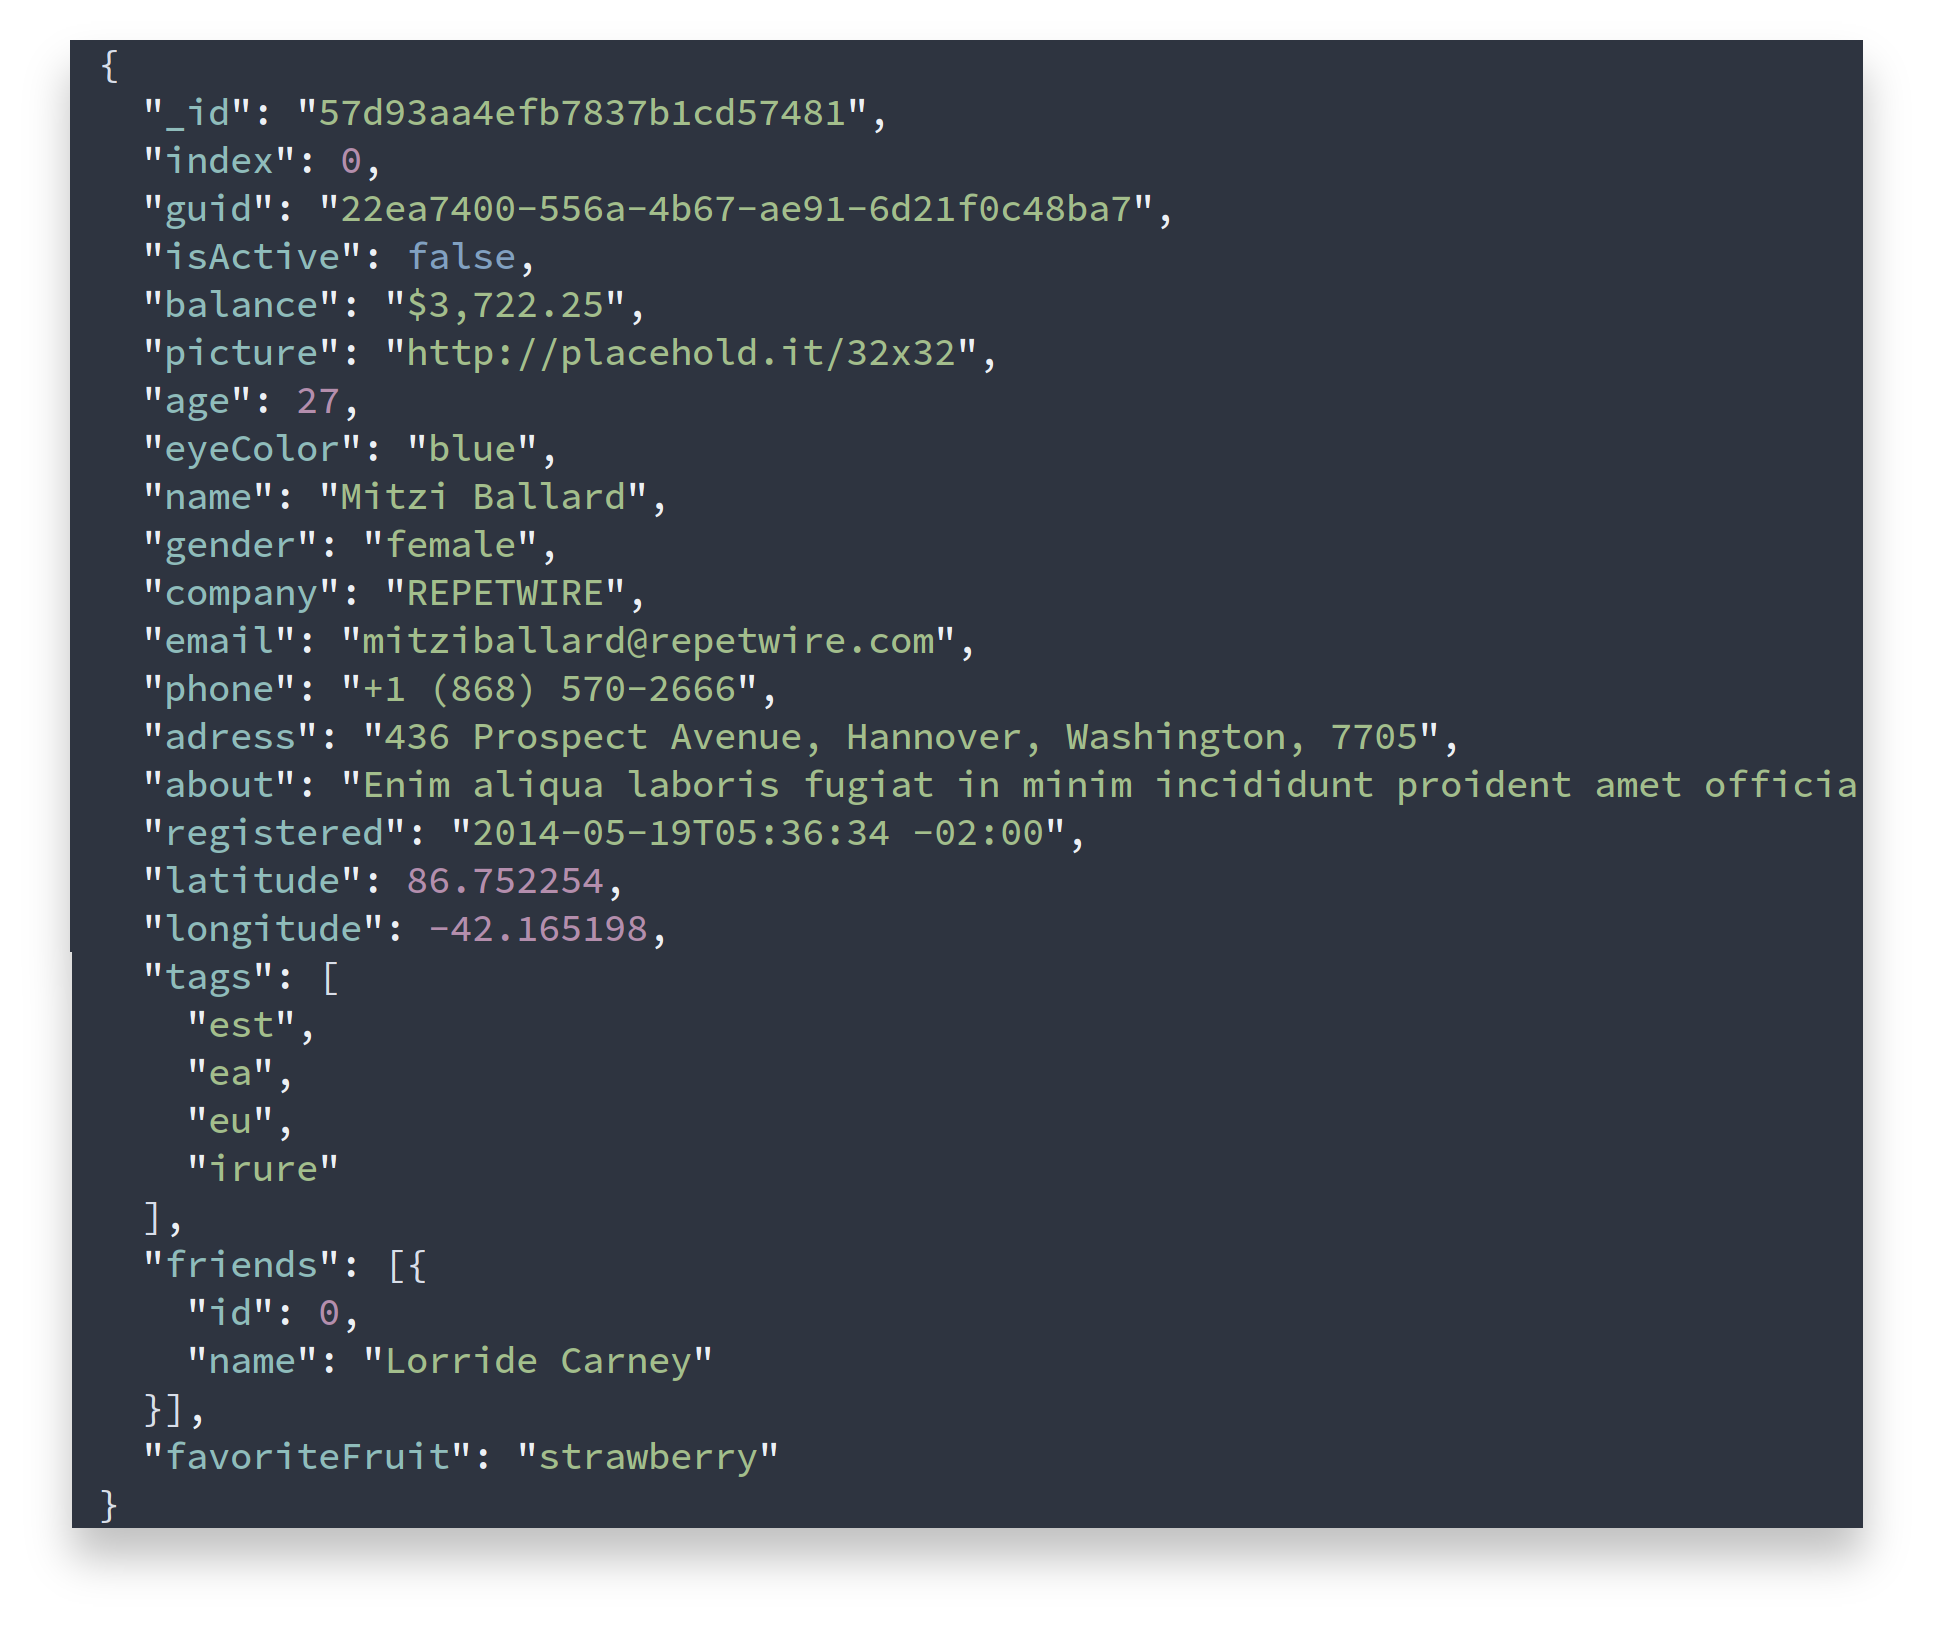 {
  "_id": "57d93aa4efb7837b1cd57481",
  "index": 0,
  "guid": "22ea7400-556a-4b67-ae91-6d21f0c48ba7",
  "isActive": false,
  "balance": "$3,722.25",
  "picture": "http://placehold.it/32x32",
  "age": 27,
  "eyeColor": "blue",
  "name": "Mitzi Ballard",
  "gender": "female",
  "company": "REPETWIRE",
  "email": "mitziballard@repetwire.com",
  "phone": "+1 (868) 570-2666",
  "adress": "436 Prospect Avenue, Hannover, Washington, 7705",
  "about": "Enim aliqua laboris fugiat in minim incididunt proident amet officia
  "registered": "2014-05-19T05:36:34 -02:00",
  "latitude": 86.752254,
  "longitude": -42.165198,
  "tags": [
    "est",
    "ea",
    "eu",
    "irure"
  ],
  "friends": [{
    "id": 0,
    "name": "Lorride Carney"
  }],
  "favoriteFruit": "strawberry"
}